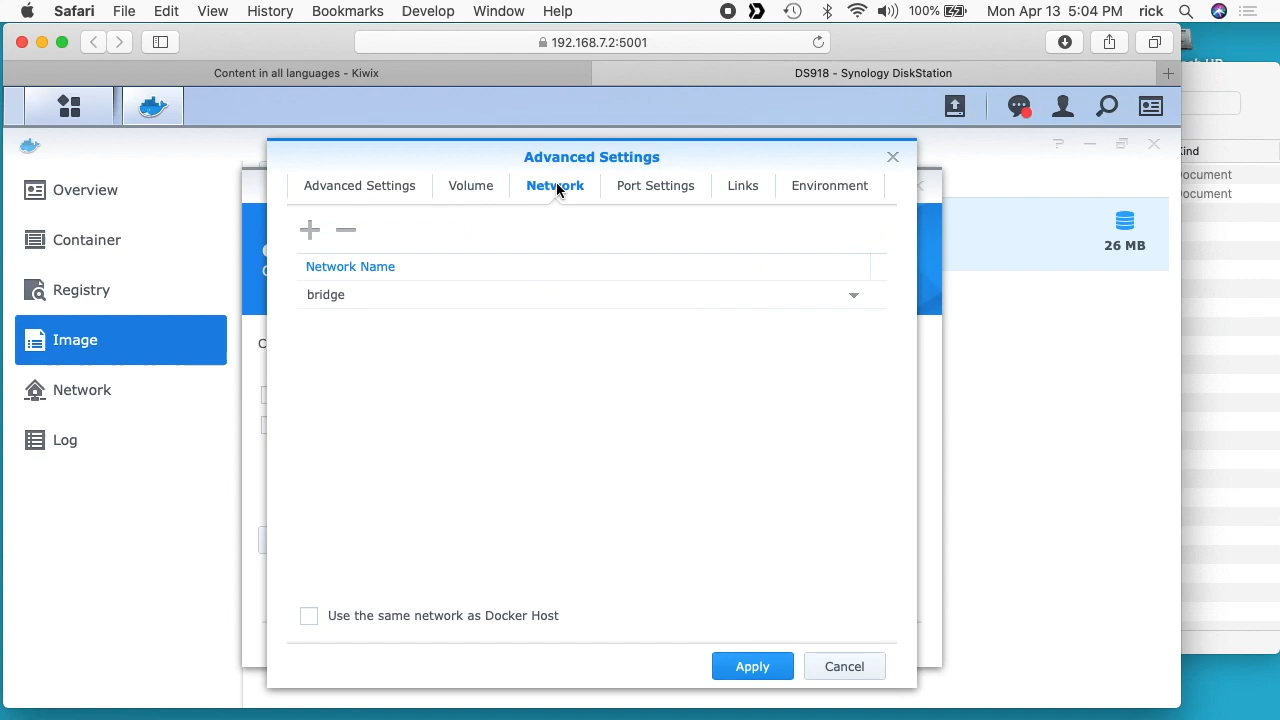 Safari File Edit View History Bookmarks Develop Window Help 100% Mon Apr 13 5:04 PM rick
192.168.7.2:5001
Content in all languages - Kiwix DS918 - Synology DiskStation
Advanced Settings
Advanced Settings Volume Network Port Settings Links Environment
Network Name
bridge
Use the same network as Docker Host
Apply Cancel
Overview
Container
Registry
Image
Network
Log
26 MB